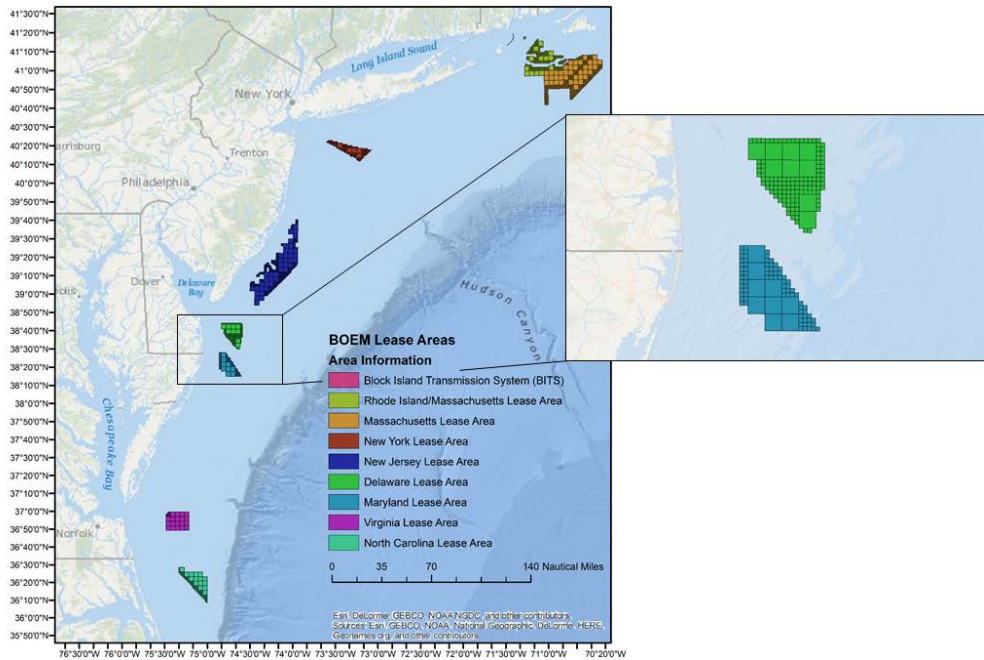 41°30'0"N
41°20'0"N
41°10'0"N
41°0'0"N
40°50'0"N
40°40'0"N
40°30'0"N
40°20'0"N
40°10'0"N
40°0'0"N
39°50'0"N
39°40'0"N
39°30'0"N
39°20'0"N
39°10'0"N
39°0'0"N
38°50'0"N
38°40'0"N
38°30'0"N
38°20'0"N
38°10'0"N
38°0'0"N
37°50'0"N
37°40'0"N
37°30'0"N
37°20'0"N
37°10'0"N
37°0'0"N
36°50'0"N
36°40'0"N
36°30'0"N
36°20'0"N
36°10'0"N
36°0'0"N
35°50'0"N
Long Island Sound
New York
arrisburg
Trenton
Philadelphia
Dover
Delaware
Bay
polis
Hudson Canyon
Chesapeake Bay
Norfolk
BOEM Lease Areas
Area Information
Block Island Transmission System (BITS)
Rhode Island/Massachusetts Lease Area
Massachusetts Lease Area
New York Lease Area
New Jersey Lease Area
Delaware Lease Area
Maryland Lease Area
Virginia Lease Area
North Carolina Lease Area
0 35 70 140 Nautical Miles
Esri, DeLorme, GEBCO, NOAA NGDC, and other contributors,
Sources: Esri, GEBCO, NOAA, National Geographic, DeLorme, HERE,
Geonames.org, and other contributors
76°30'0"W 76°0'0"W 75°30'0"W 75°0'0"W 74°30'0"W 74°0'0"W 73°30'0"W 73°0'0"W 72°0'0"W 71°30'0"W 71°0'0"W 70°20'0"W